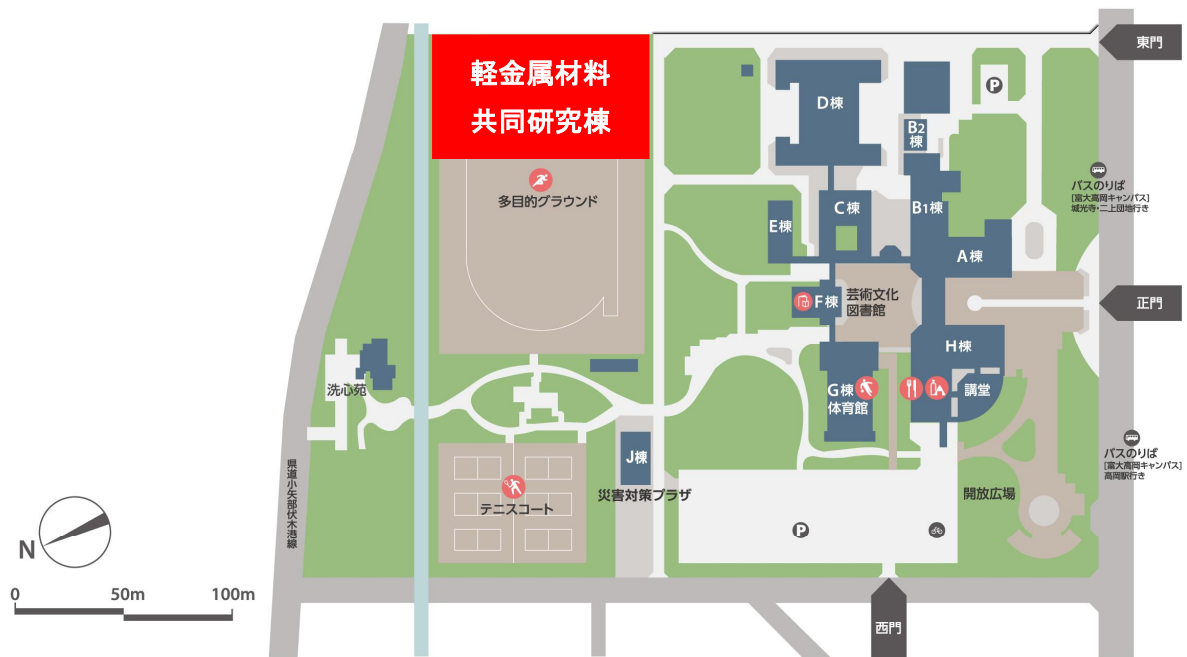 軽金属材料
共同研究棟
東門
P
D棟
B2
棟
バスのりば
[富大高岡キャンパス]
城光寺・二上団地行き
多目的グラウンド
C棟
B1棟
E棟
A棟
F棟
芸術文化
図書館
正門
H棟
洗心苑
G棟
体育館
講堂
バスのりば
[富大高岡キャンパス]
高岡駅行き
J棟
災害対策プラザ
開放広場
県道小矢部伏木港線
テニスコート
P
N
0
50m
100m
西門